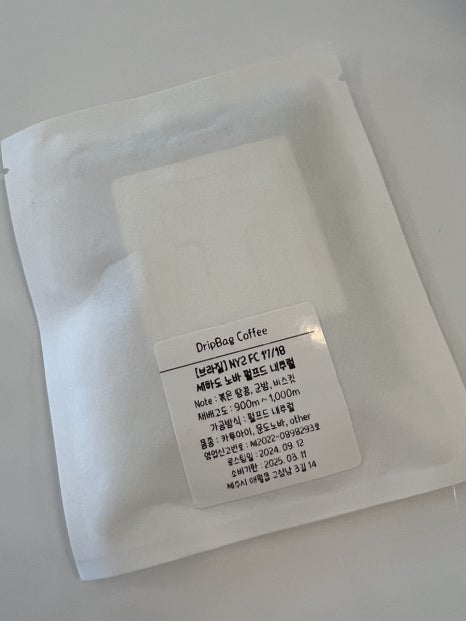 DripBag Coffee
[브라질] NY2 FC 17/18
세하도 노바 펄프드 내추럴
Note : 볶은 땅콩, 군밤, 비스킷
재배고도 : 900m ~ 1,000m
가공방식 : 펄프드 내추럴
품종 : 카투아이, 문도노바, other
영업신고번호 : 제2022-0898293호
로스팅일 : 2024. 09. 12
소비기한 : 2025. 03. 11
제주시 애월읍 고성남 3길 14